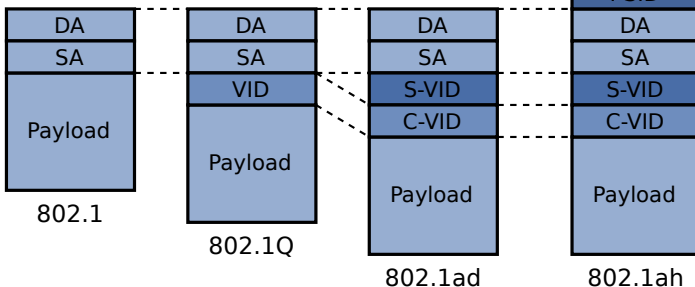 DA
SA
Payload
802.1
DA
SA
VID
Payload
802.1Q
DA
SA
S-VID
C-VID
Payload
802.1ad
DA
SA
S-VID
C-VID
Payload
802.1ah